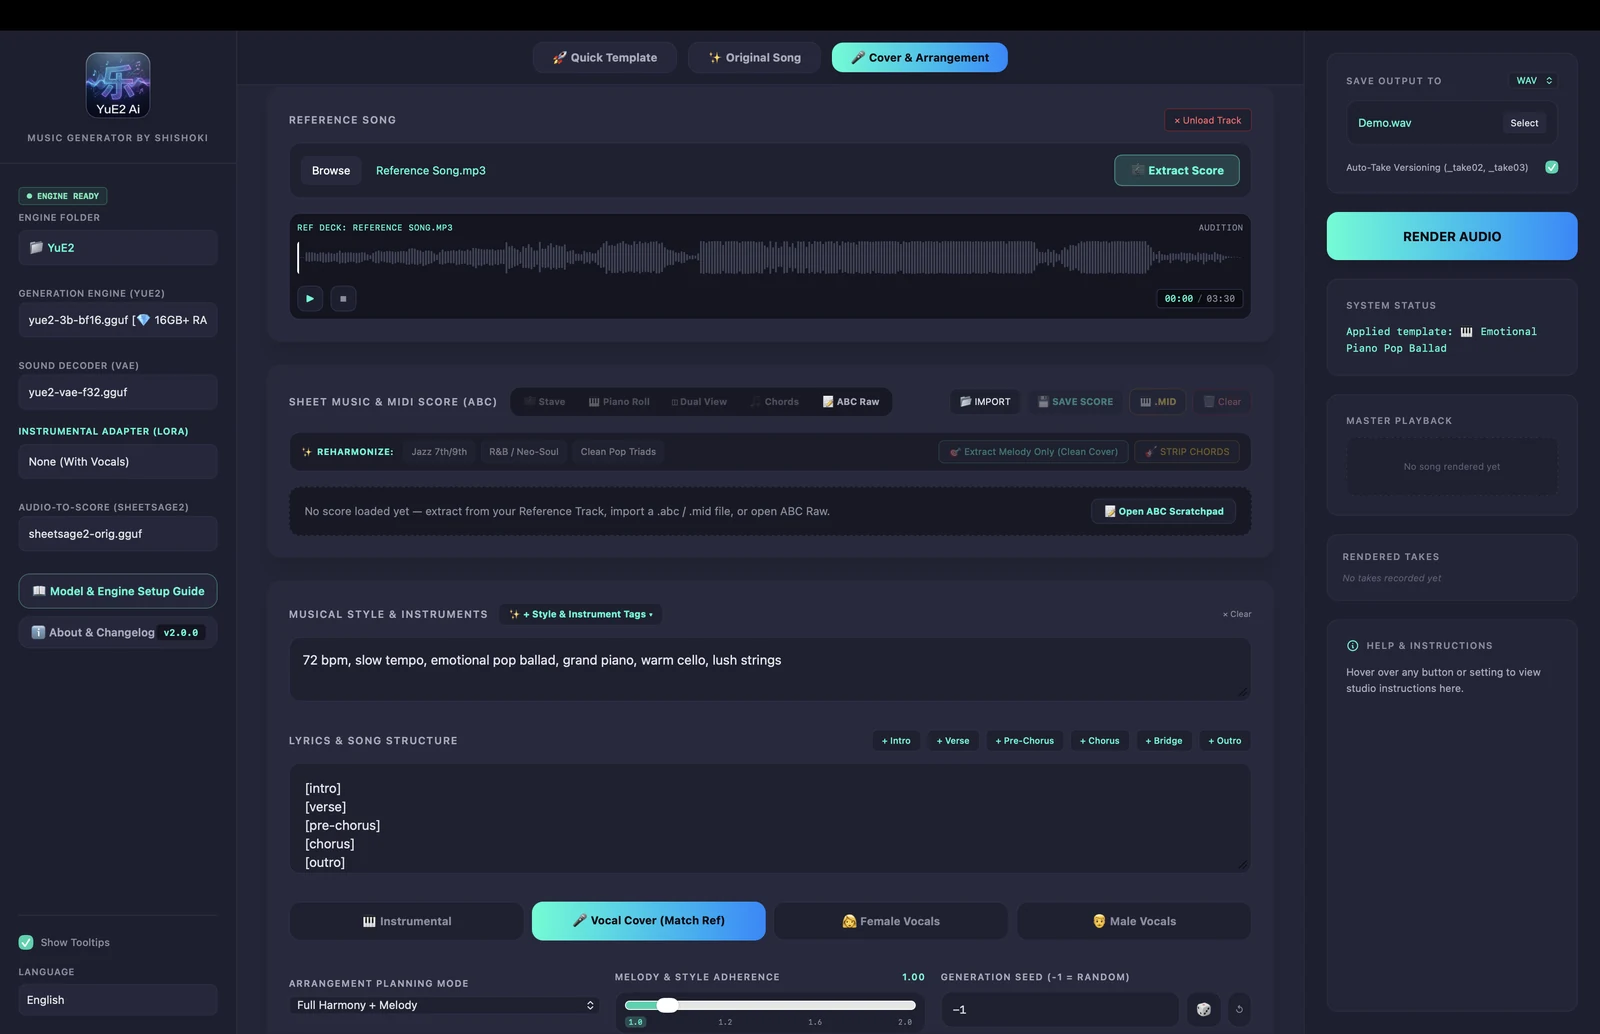 YuE2 Ai
MUSIC GENERATOR BY SHISHOKI
ENGINE READY
ENGINE FOLDER
YuE2
GENERATION ENGINE (YUE2)
yue2-3b-bf16.gguf [💎 16GB+ RA
SOUND DECODER (VAE)
yue2-vae-f32.gguf
INSTRUMENTAL ADAPTER (LORA)
None (With Vocals)
AUDIO-TO-SCORE (SHEETSAGE2)
sheetsage2-orig.gguf
Model & Engine Setup Guide
About & Changelog v2.0.0
Show Tooltips
LANGUAGE
English
Quick Template
Original Song
Cover & Arrangement
REFERENCE SONG
× Unload Track
Browse
Reference Song.mp3
Extract Score
REF DECK: REFERENCE SONG.MP3
AUDITION
00:00 / 03:30
SHEET MUSIC & MIDI SCORE (ABC)
Stave
Piano Roll
Dual View
Chords
ABC Raw
IMPORT
SAVE SCORE
.MID
Clear
REHARMONIZE:
Jazz 7th/9th
R&B / Neo-Soul
Clean Pop Triads
Extract Melody Only (Clean Cover)
STRIP CHORDS
No score loaded yet — extract from your Reference Track, import a .abc / .mid file, or open ABC Raw.
Open ABC Scratchpad
MUSICAL STYLE & INSTRUMENTS
+ Style & Instrument Tags
× Clear
72 bpm, slow tempo, emotional pop ballad, grand piano, warm cello, lush strings
LYRICS & SONG STRUCTURE
+ Intro
+ Verse
+ Pre-Chorus
+ Chorus
+ Bridge
+ Outro
[intro]
[verse]
[pre-chorus]
[chorus]
[outro]
Instrumental
Vocal Cover (Match Ref)
Female Vocals
Male Vocals
ARRANGEMENT PLANNING MODE
Full Harmony + Melody
MELODY & STYLE ADHERENCE
1.00
1.0
1.2
1.6
2.0
GENERATION SEED (-1 = RANDOM)
-1
SAVE OUTPUT TO
WAV
Demo.wav
Select
Auto-Take Versioning (_take02, _take03)
RENDER AUDIO
SYSTEM STATUS
Applied template: 🎹 Emotional
Piano Pop Ballad
MASTER PLAYBACK
No song rendered yet
RENDERED TAKES
No takes recorded yet
HELP & INSTRUCTIONS
Hover over any button or setting to view
studio instructions here.